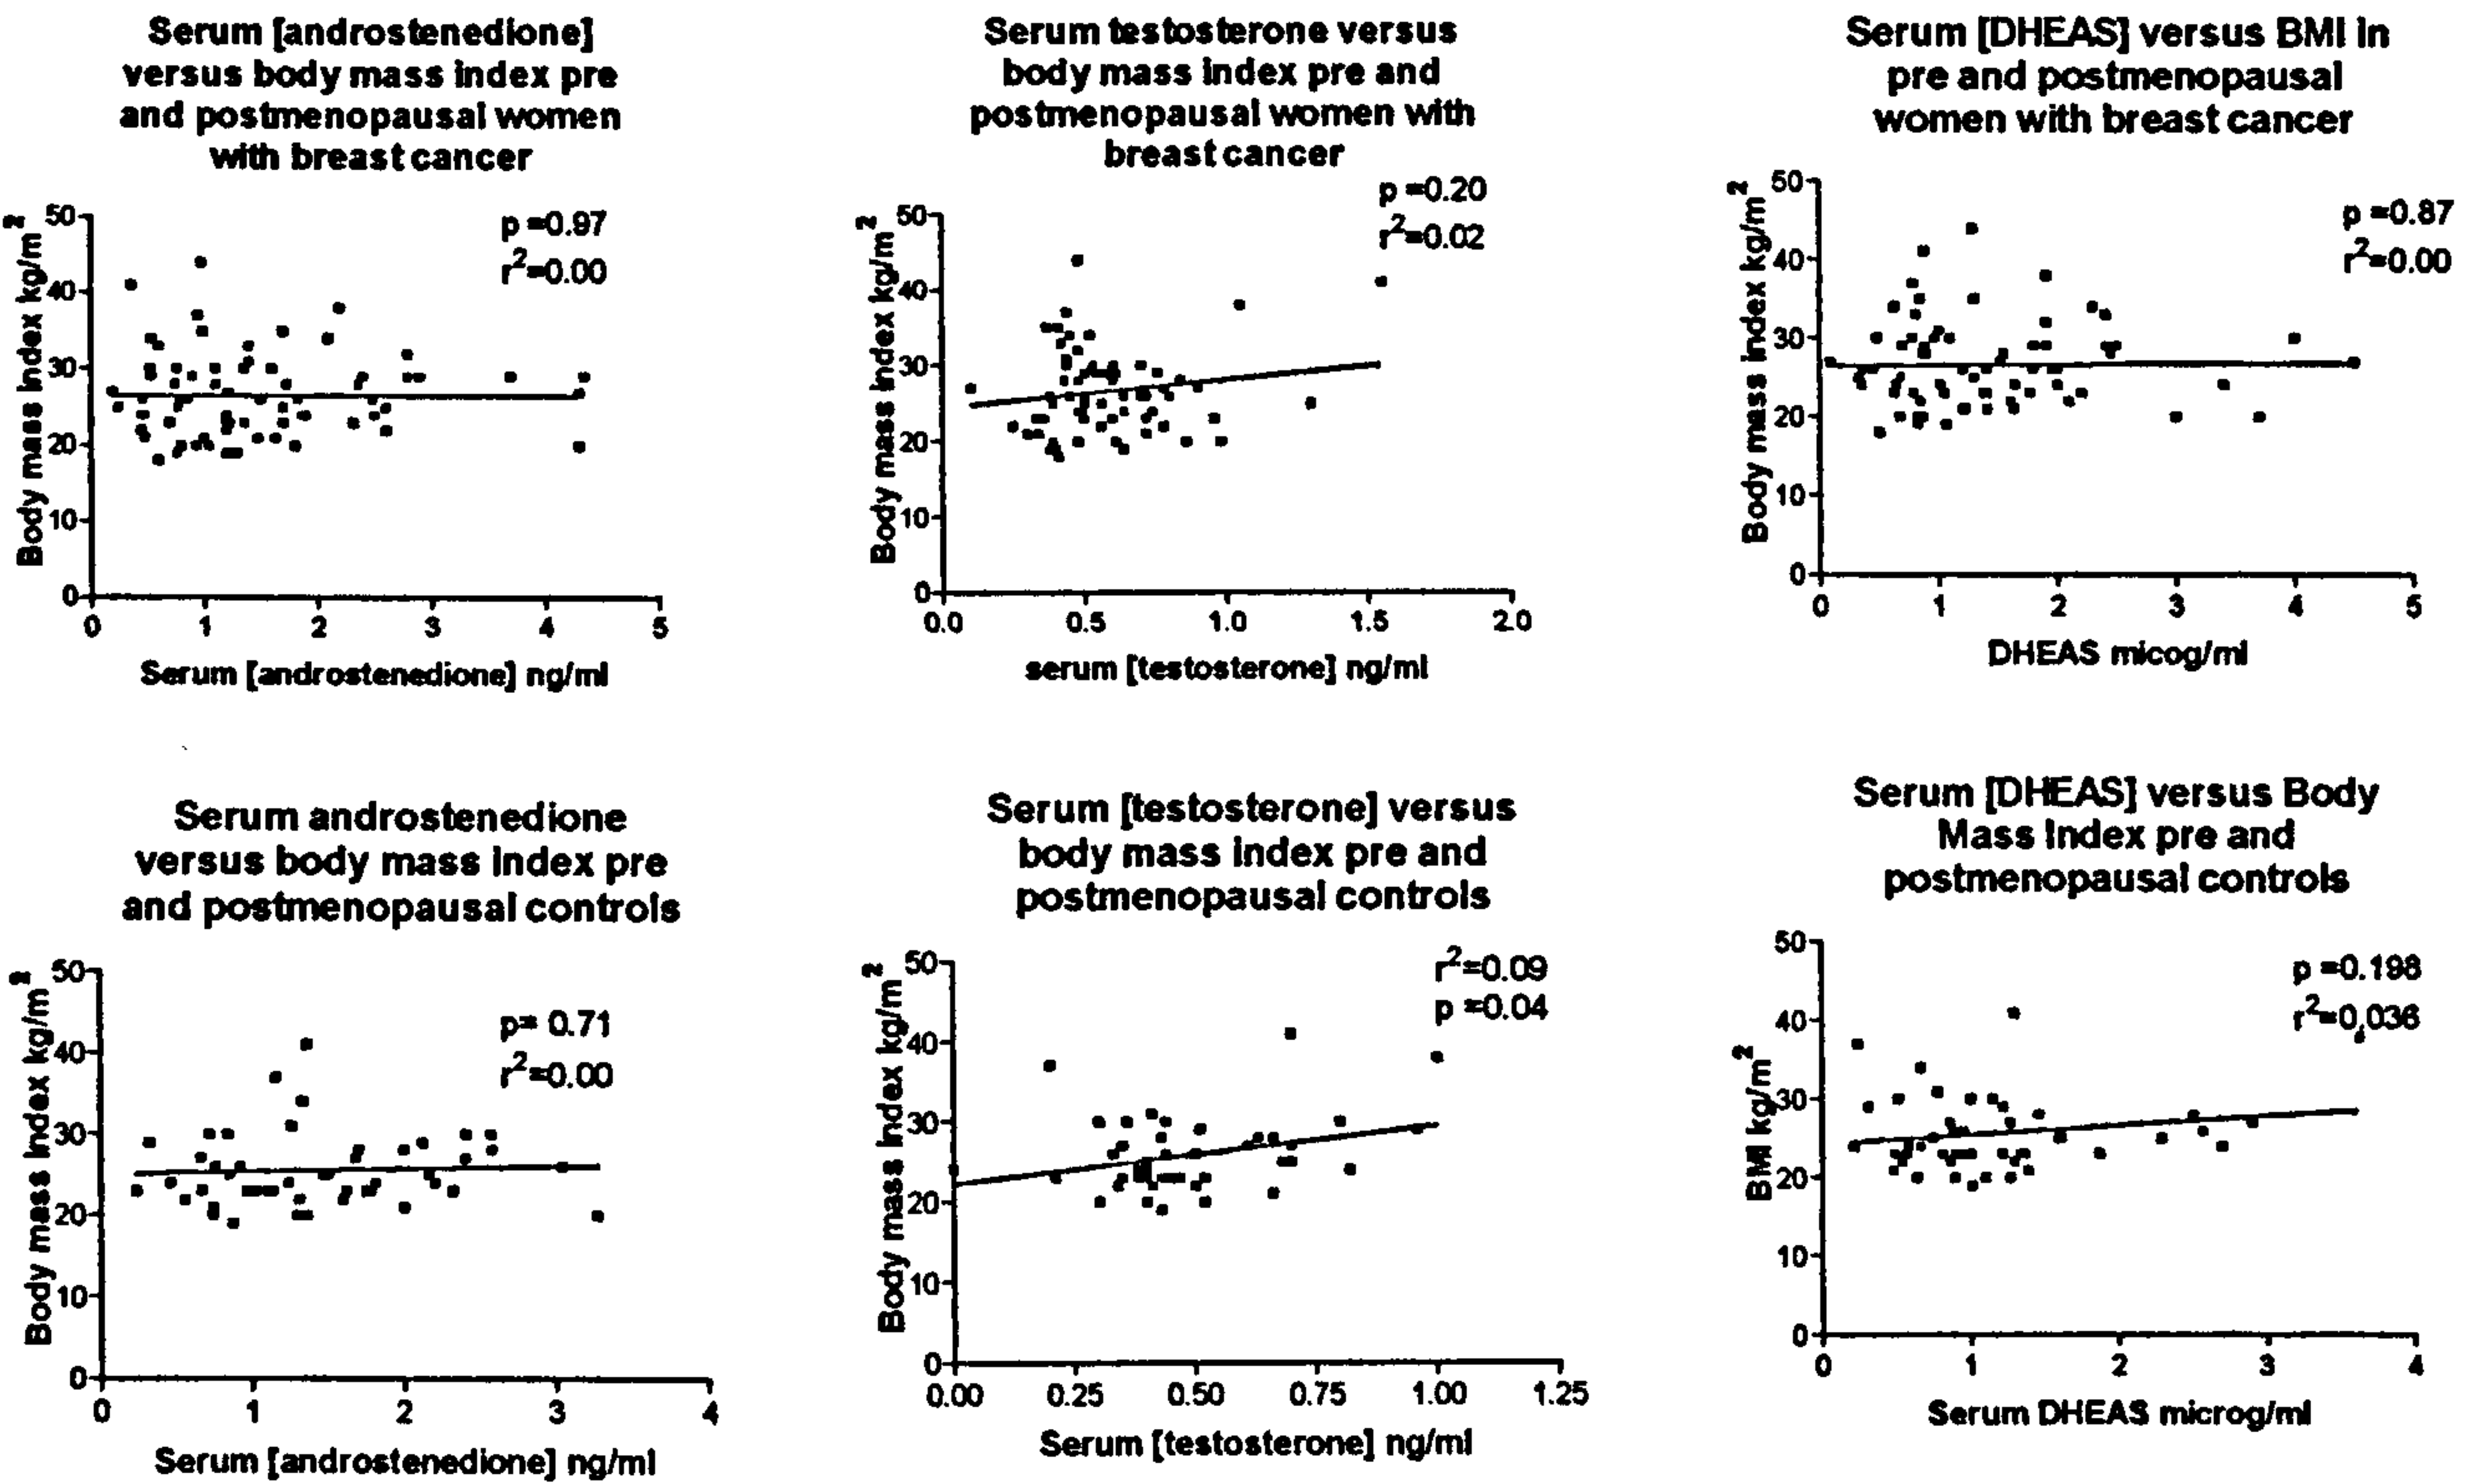 Serum [androstenedione]
versus body mass index pre
and postmenopausal women
with breast cancer
p =0.97
r2=0.00
Body mass index kg/m2
50
40
30
20
10
0
0 1 2 3 4 5
Serum [androstenedione] ng/ml
Serum testosterone versus
body mass index pre and
postmenopausal women with
breast cancer
p =0.20
r2=0.02
Body mass index kg/m2
50
40
30
20
10
0
0.0 0.5 1.0 1.5 2.0
serum [testosterone] ng/ml
Serum [DHEAS] versus BMI in
pre and postmenopausal
women with breast cancer
p =0.87
r2=0.00
Body mass index kg/m2
50
40
30
20
10
0
0 1 2 3 4 5
DHEAS micog/ml
Serum androstenedione
versus body mass index pre
and postmenopausal controls
p= 0.71
r2=0.00
Body mass index kg/m2
50
40
30
20
10
0
0 1 2 3 4
Serum [androstenedione] ng/ml
Serum [testosterone] versus
body mass index pre and
postmenopausal controls
r2=0.09
p =0.04
Body mass index kg/m2
50
40
30
20
10
0
0.00 0.25 0.50 0.75 1.00 1.25
Serum [testosterone] ng/ml
Serum [DHEAS] versus Body
Mass Index pre and
postmenopausal controls
p =0.198
r2=0.036
BMI kg/m2
50
40
30
20
10
0
0 1 2 3 4
Serum DHEAS microg/ml